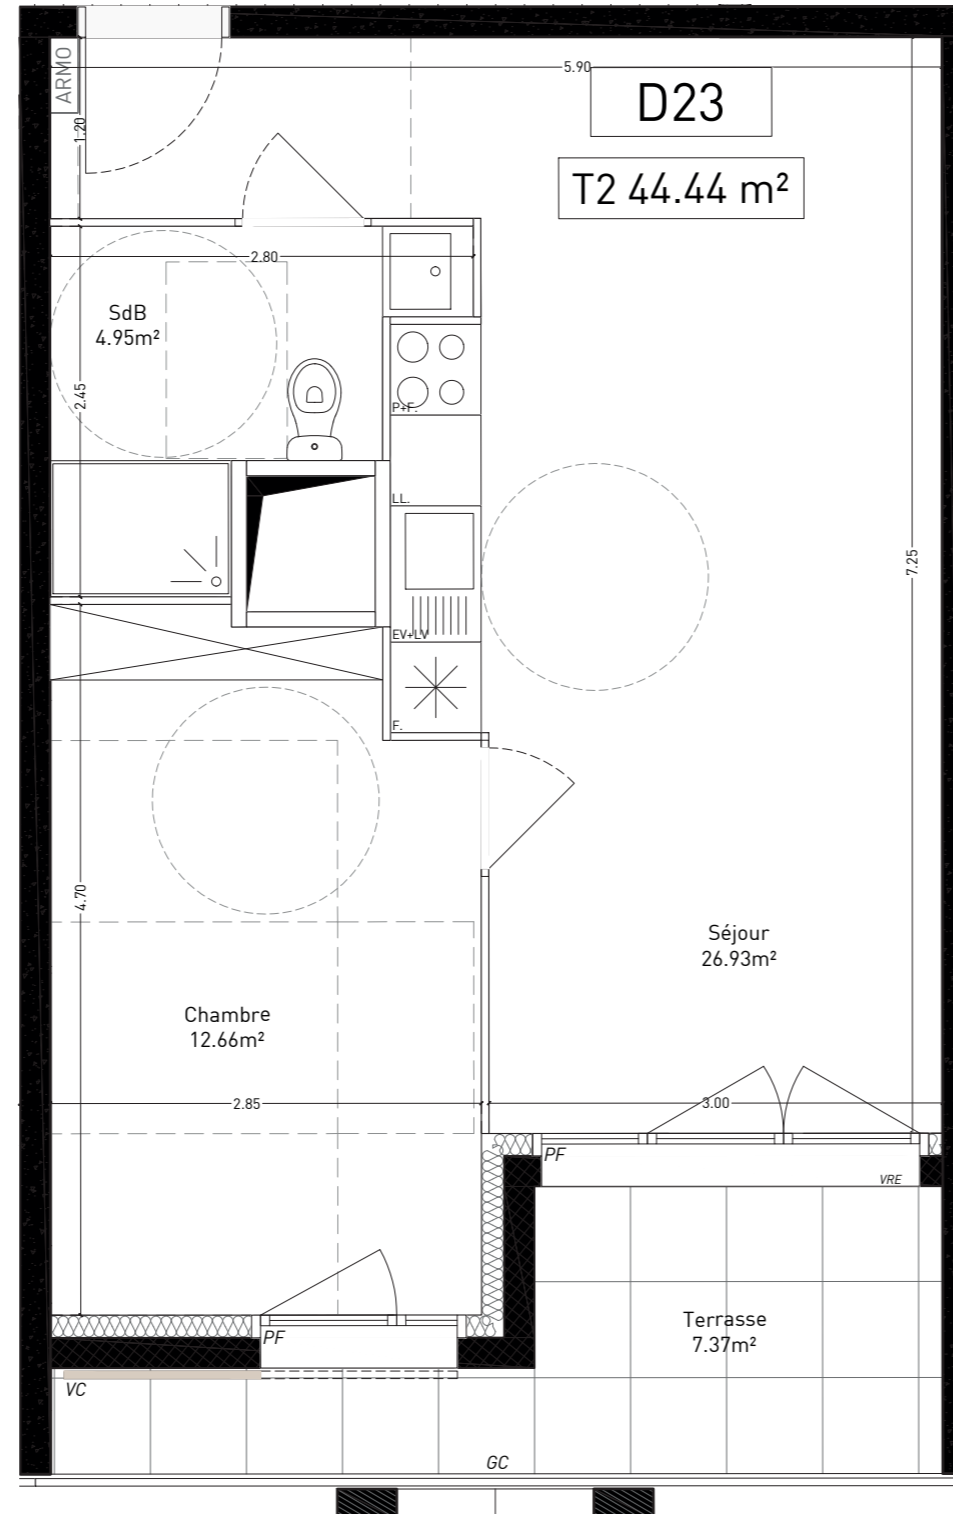 ARMO
5.90
D23
1.20
T2 44.44 m²
2.80
SdB
4.95m²
2.45
P+F.
LL.
7.25
EV+LV
F.
4.70
Séjour
26.93m²
Chambre
12.66m²
2.85
3.00
PF
VRE
Terrasse
7.37m²
PF
VC
GC